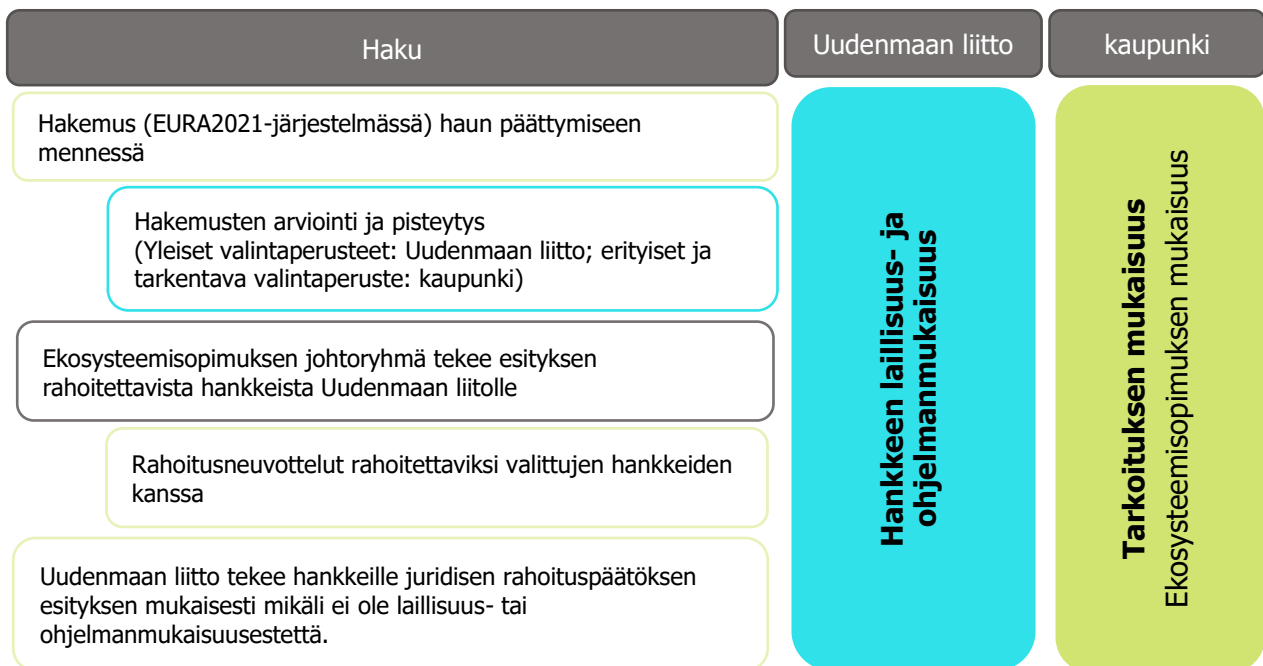 Haku
Uudenmaan liitto
kaupunki
Hakemus (EURA2021-järjestelmässä) haun päättymiseen
mennessä
Hakemusten arviointi ja pisteytys
(Yleiset valintaperusteet: Uudenmaan liitto; erityiset ja
tarkentava valintaperuste: kaupunki)
Ekosysteemisopimuksen johtoryhmä tekee esityksen
rahoitettavista hankkeista Uudenmaan liitolle
Rahoitusneuvottelut rahoitettaviksi valittujen hankkeiden
kanssa
Uudenmaan liitto tekee hankkeille juridisen rahoituspäätöksen
esityksen mukaisesti mikäli ei ole laillisuus- tai
ohjelmanmukaisuusestettä.
Hankkeen laillisuus- ja
ohjelmanmukaisuus
Tarkoituksen mukaisuus
Ekosysteemisopimuksen mukaisuus